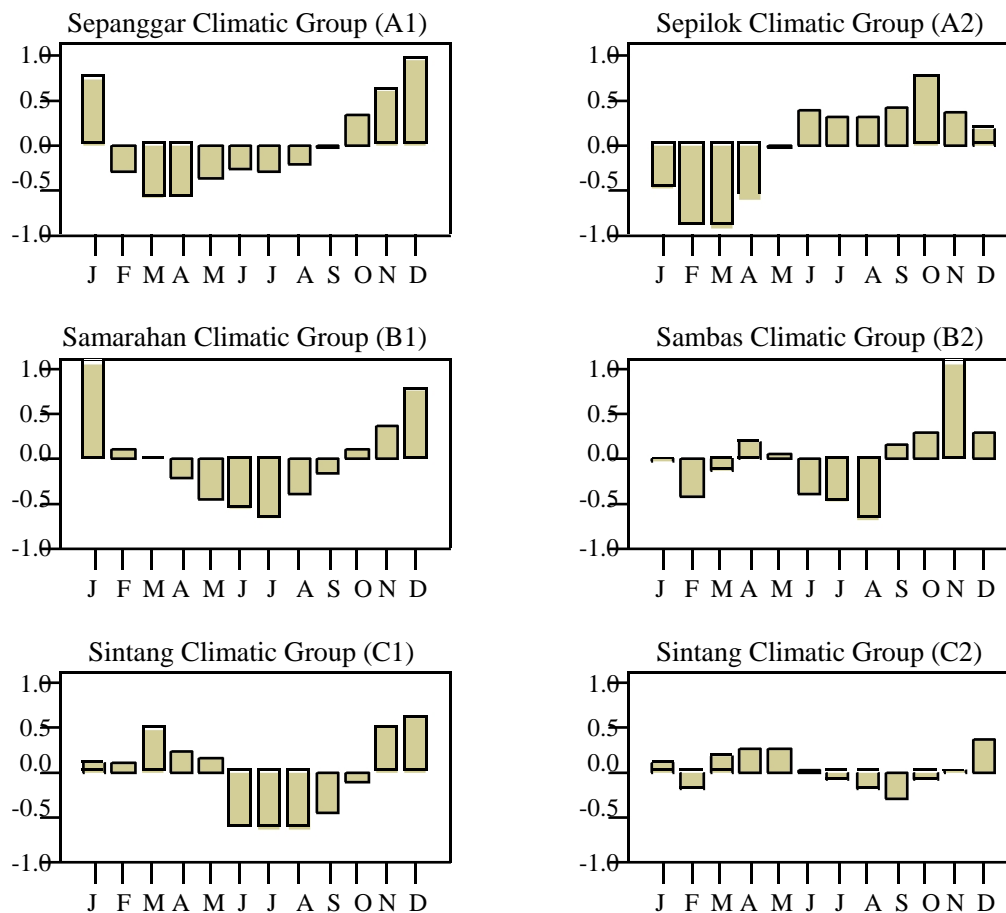 Sepanggar Climatic Group (A1)
1.0
0.5
0.0
-0.5
-1.0
J F M A M J J A S O N D
Sepilok Climatic Group (A2)
1.0
0.5
0.0
-0.5
-1.0
J F M A M J J A S O N D
Samarahan Climatic Group (B1)
1.0
0.5
0.0
-0.5
-1.0
J F M A M J J A S O N D
Sambas Climatic Group (B2)
1.0
0.5
0.0
-0.5
-1.0
J F M A M J J A S O N D
Sintang Climatic Group (C1)
1.0
0.5
0.0
-0.5
-1.0
J F M A M J J A S O N D
Sintang Climatic Group (C2)
1.0
0.5
0.0
-0.5
-1.0
J F M A M J J A S O N D